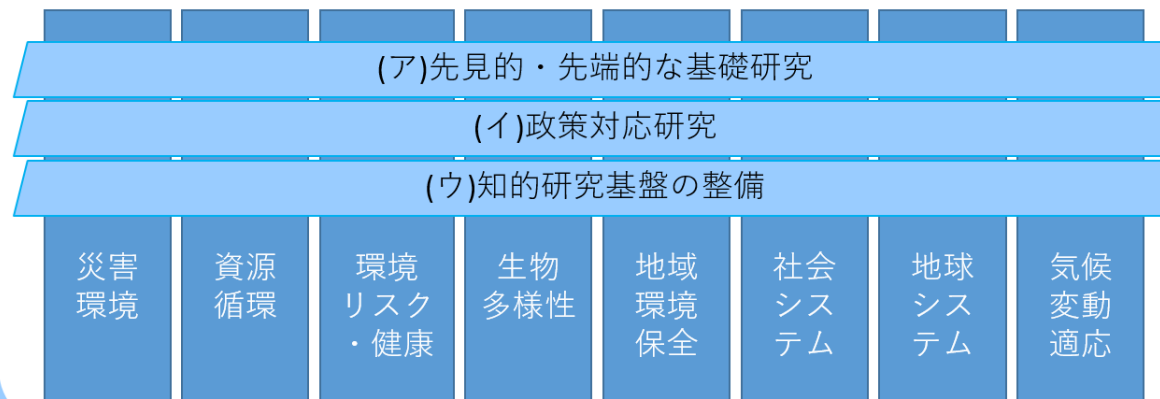 (ア)先見的・先端的な基礎研究
(イ)政策対応研究
(ウ)知的研究基盤の整備
災害
環境
資源
循環
環境
リスク
・健康
生物
多様性
地域
環境
保全
社会
シス
テム
地球
シス
テム
気候
変動
適応